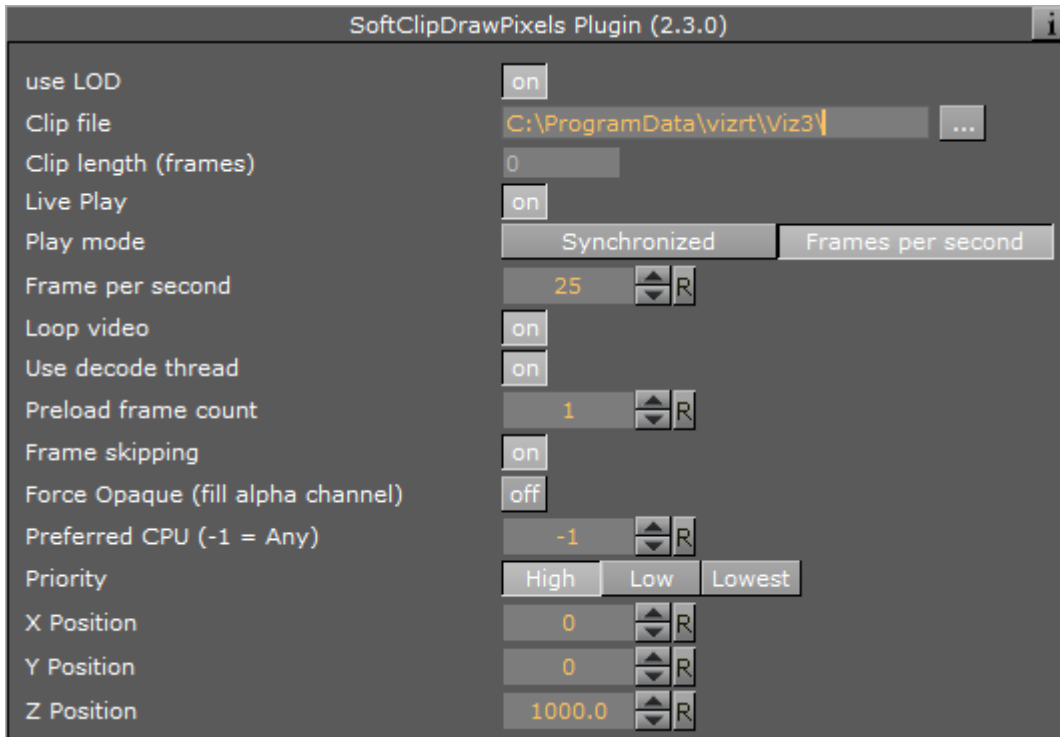 SoftClipDrawPixels Plugin (2.3.0) i
use LOD on
Clip file C:\ProgramData\vizrt\Viz3\ ...
Clip length (frames) 0
Live Play on
Play mode Synchronized Frames per second
Frame per second 25 R
Loop video on
Use decode thread on
Preload frame count 1 R
Frame skipping on
Force Opaque (fill alpha channel) off
Preferred CPU (-1 = Any) -1 R
Priority High Low Lowest
X Position 0 R
Y Position 0 R
Z Position 1000.0 R